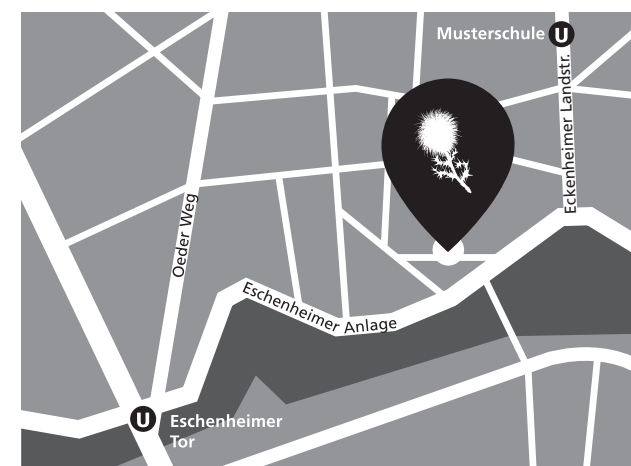 Musterschule U
Eckenheimer Landstr.
Oeder Weg
Eschenheimer Anlage
U Eschenheimer
Tor